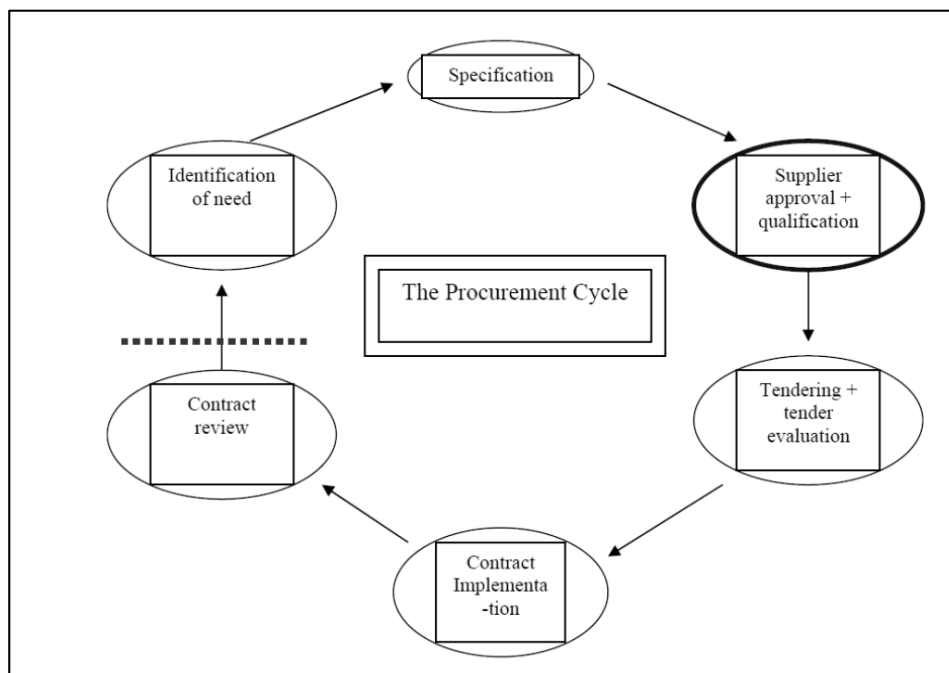 Specification
Identification
of need
Supplier
approval +
qualification
The Procurement Cycle
Contract
review
Tendering +
tender
evaluation
Contract
Implementa
-tion